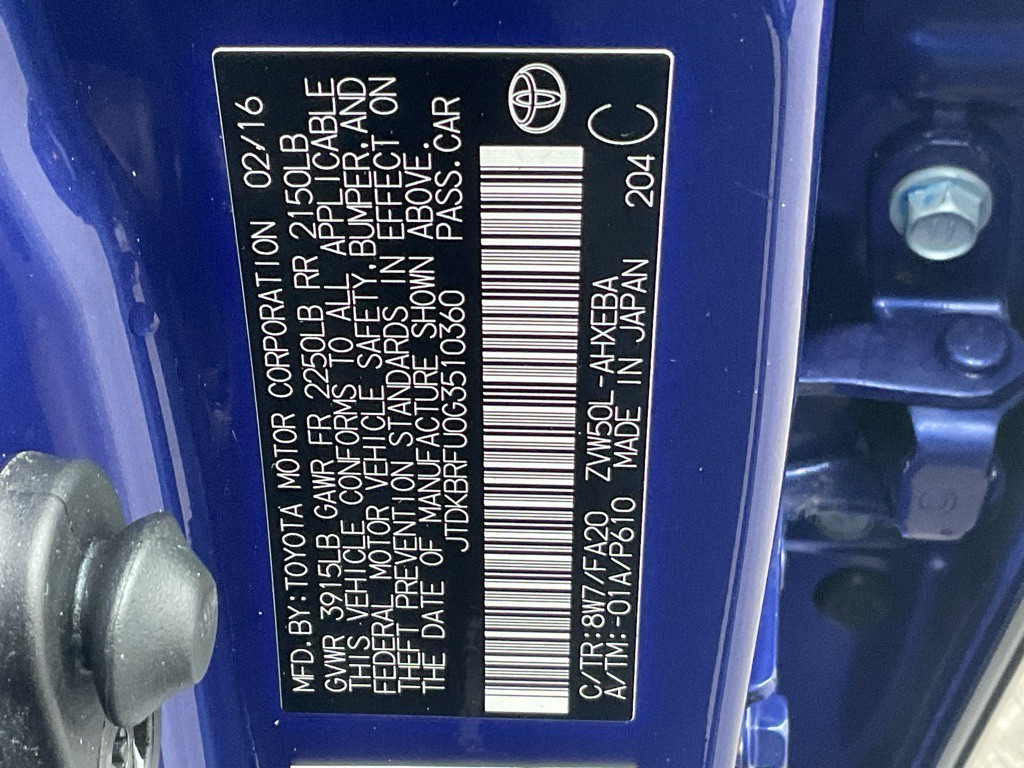 MFD.BY:TOYOTA MOTOR CORPORATION 02/16
GVWR 3915LB GAWR FR 2250LB RR 2150LB
THIS VEHICLE CONFORMS TO ALL APPLICABLE
FEDERAL MOTOR VEHICLE SAFETY,BUMPER,AND
THEFT PREVENTION STANDARDS IN EFFECT ON
THE DATE OF MANUFACTURE SHOWN ABOVE.
JTDKBRFU0G3510360 PASS.CAR
C/TR:8W7/FA20 ZVW50L-AHXEBA 204 C
A/TM:-01A/P610 MADE IN JAPAN